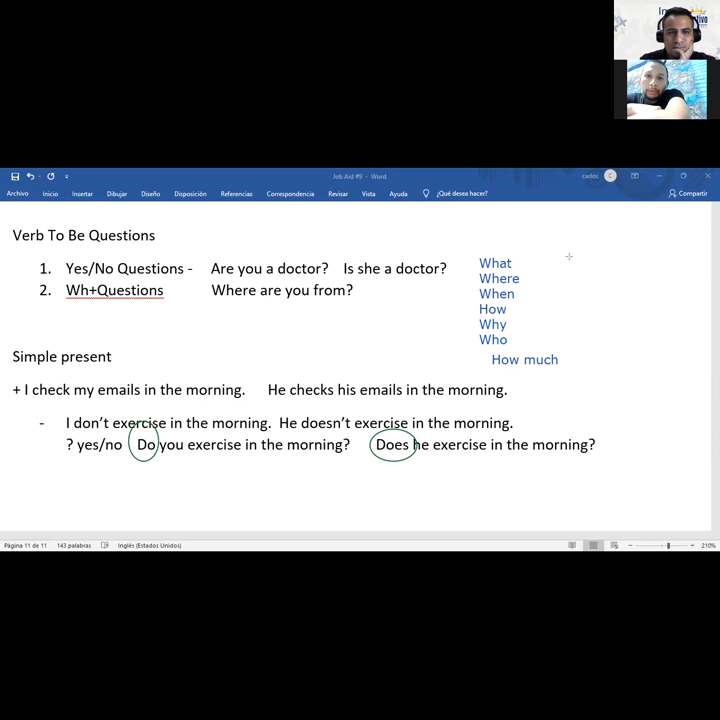 In
tivo
Job Aid #9 - Word
carlos
C
Archivo Inicio Insertar Dibujar Diseño Disposición Referencias Correspondencia Revisar Vista Ayuda ¿Qué desea hacer? Compartir
Verb To Be Questions
1. Yes/No Questions - Are you a doctor? Is she a doctor?
2. Wh+Questions Where are you from?
What
Where
When
How
Why
Who
How much
Simple present
+ I check my emails in the morning. He checks his emails in the morning.
- I don't exercise in the morning. He doesn't exercise in the morning.
? yes/no Do you exercise in the morning? Does he exercise in the morning?
Página 11 de 11 143 palabras Inglés (Estados Unidos) 210%